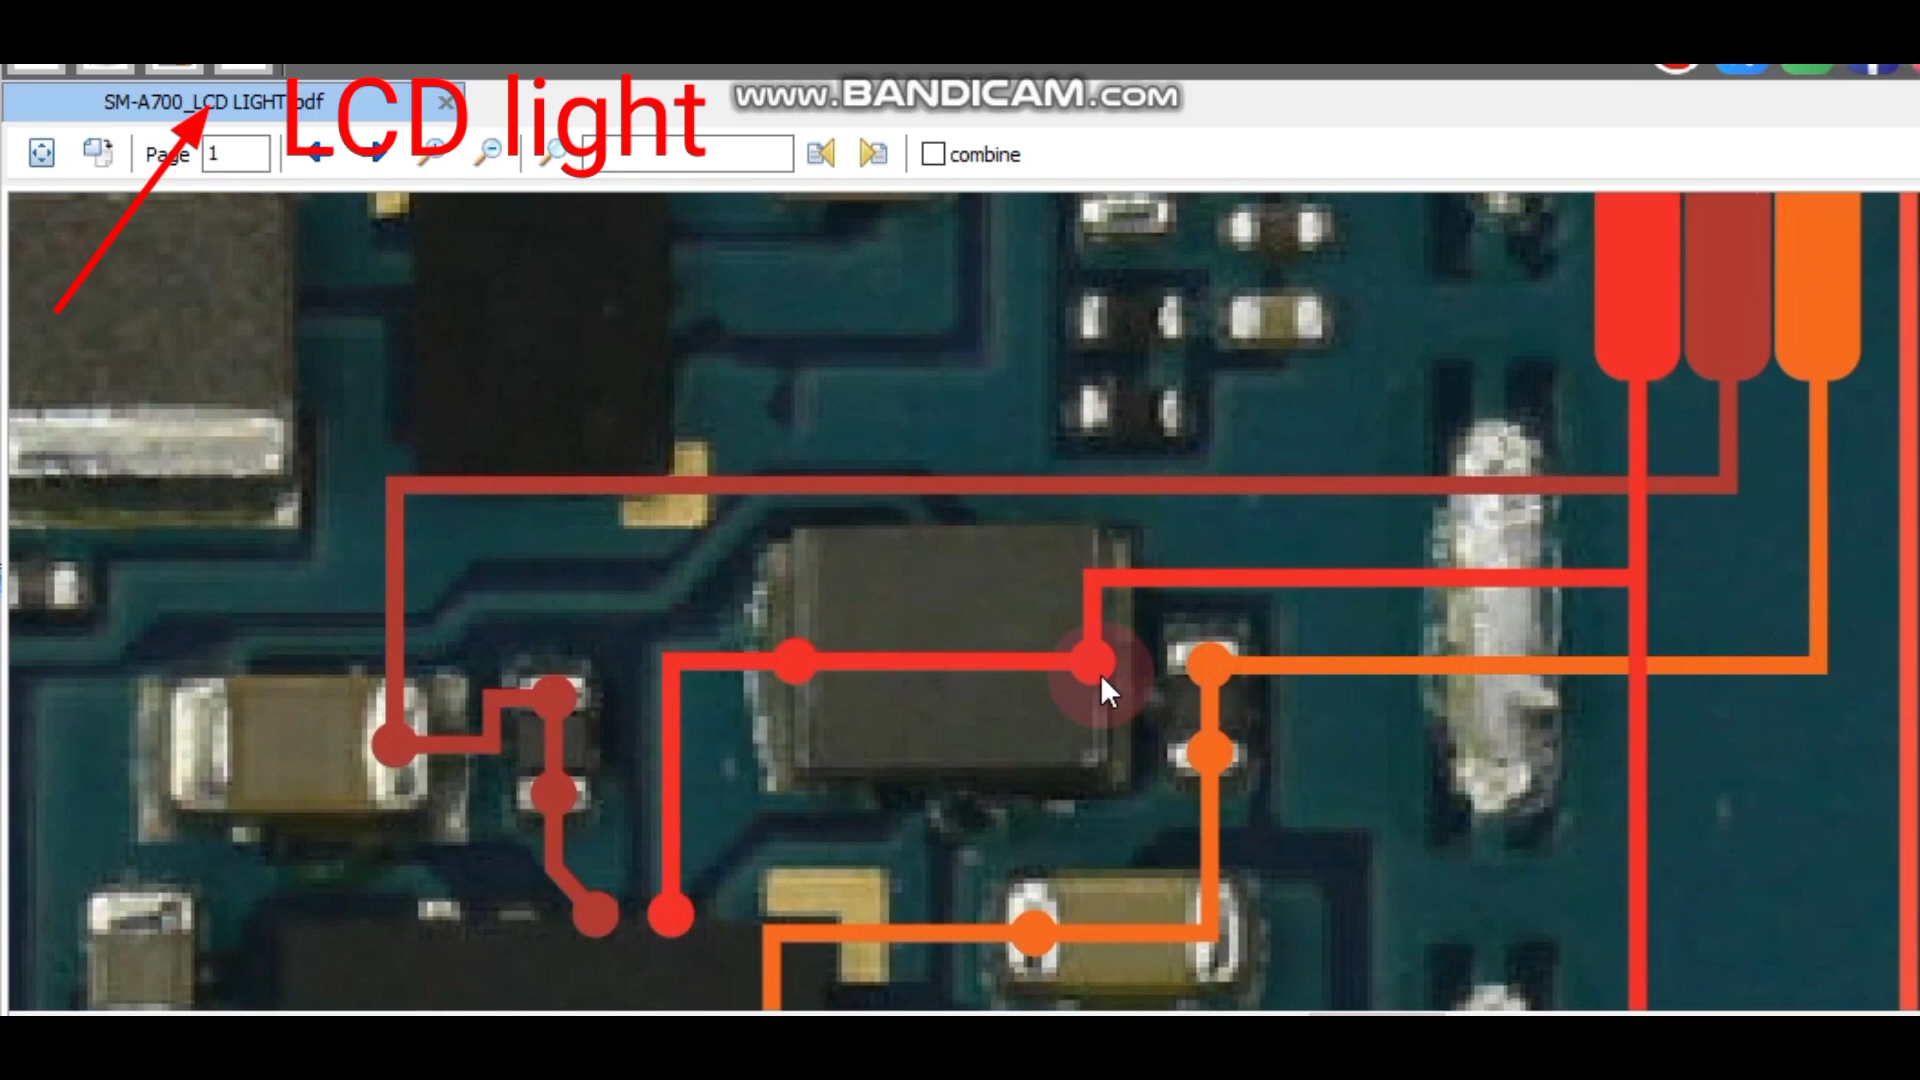 SM-A700_LCD LIGHT.pdf
LCD light
www.BANDICAM.com
Page 1
combine